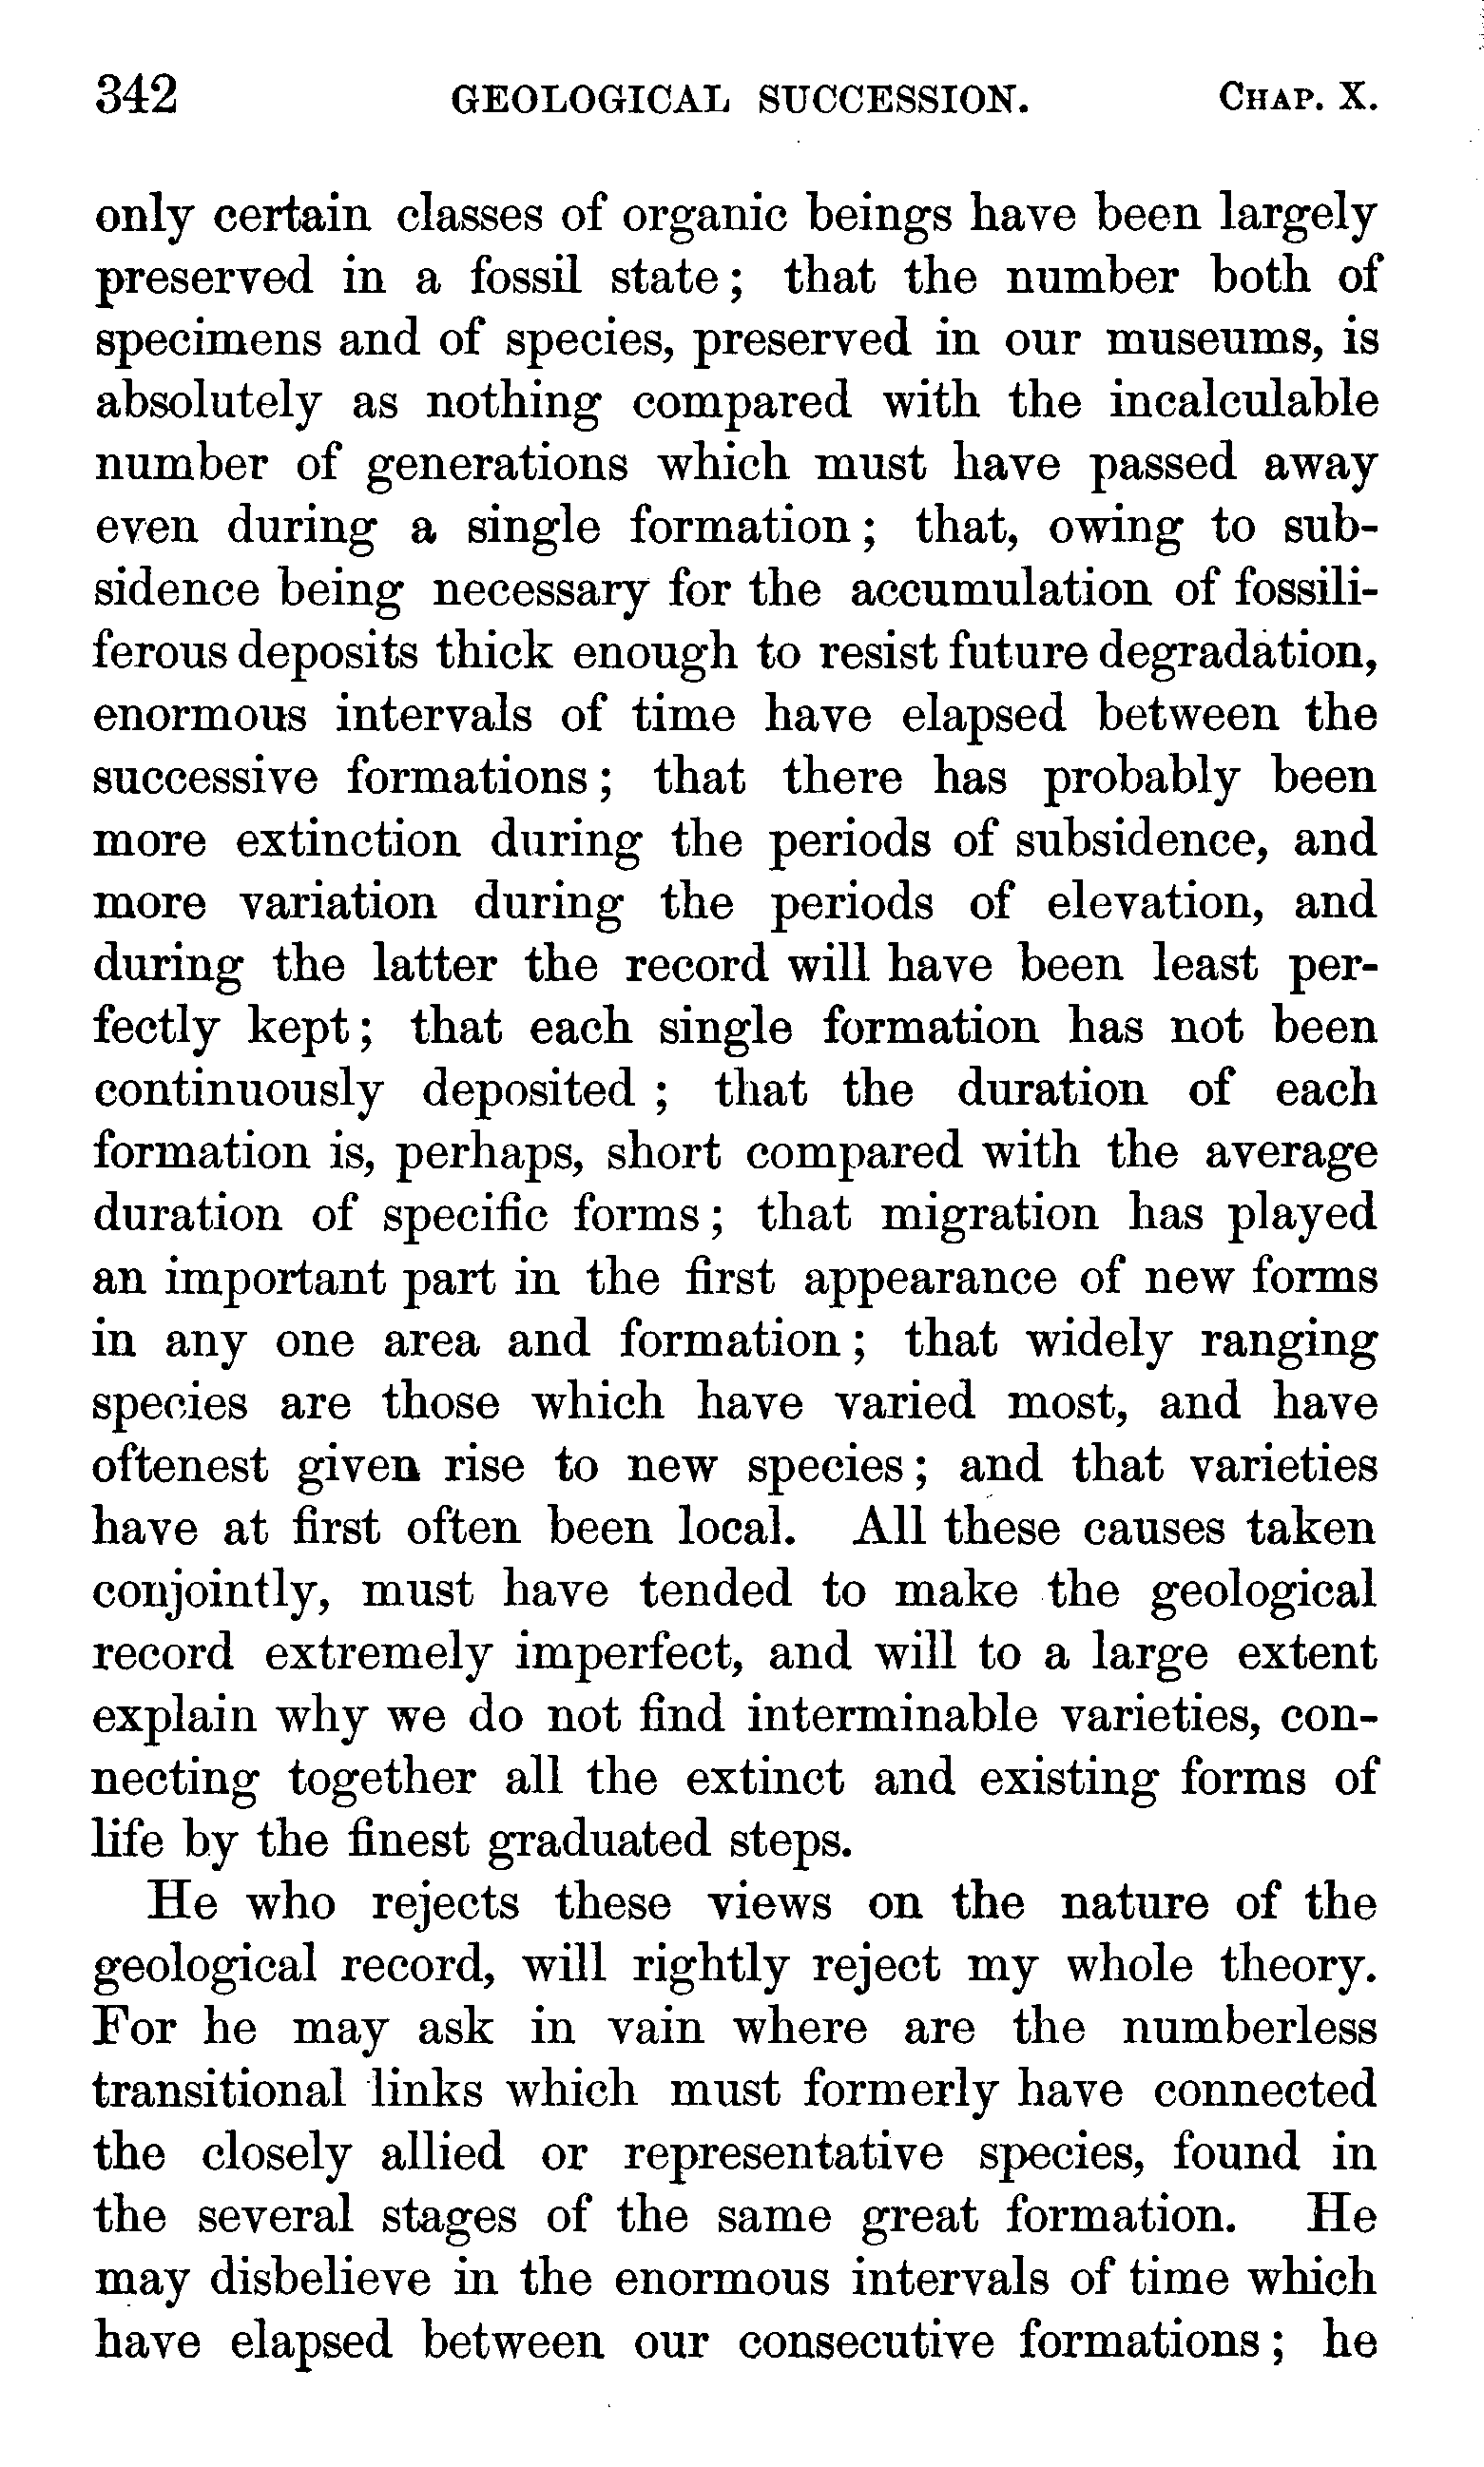 342 GEOLOGICAL SUCCESSION. CHAP. X.
only certain classes of organic beings have been largely
preserved in a fossil state; that the number both of
specimens and of species, preserved in our museums, is
absolutely as nothing compared with the incalculable
number of generations which must have passed away
even during a single formation; that, owing to sub-
sidence being necessary for the accumulation of fossili-
ferous deposits thick enough to resist future degradation,
enormous intervals of time have elapsed between the
successive formations; that there has probably been
more extinction during the periods of subsidence, and
more variation during the periods of elevation, and
during the latter the record will have been least per-
fectly kept; that each single formation has not been
continuously deposited; that the duration of each
formation is, perhaps, short compared with the average
duration of specific forms; that migration has played
an important part in the first appearance of new forms
in any one area and formation; that widely ranging
species are those which have varied most, and have
oftenest given rise to new species; and that varieties
have at first often been local. All these causes taken
conjointly, must have tended to make the geological
record extremely imperfect, and will to a large extent
explain why we do not find interminable varieties, con-
necting together all the extinct and existing forms of
life by the finest graduated steps.
He who rejects these views on the nature of the
geological record, will rightly reject my whole theory.
For he may ask in vain where are the numberless
transitional links which must formerly have connected
the closely allied or representative species, found in
the several stages of the same great formation. He
may disbelieve in the enormous intervals of time which
have elapsed between our consecutive formations; he